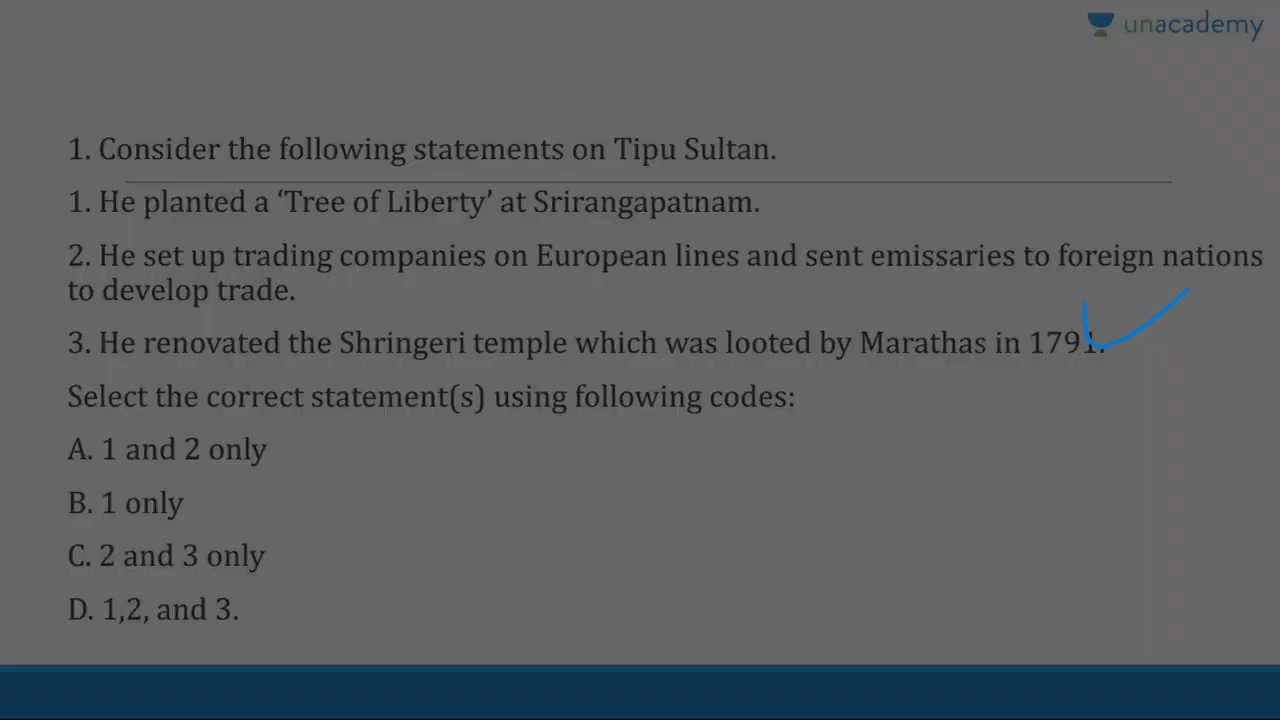 unacademy
1. Consider the following statements on Tipu Sultan.
1. He planted a ‘Tree of Liberty’ at Srirangapatnam.
2. He set up trading companies on European lines and sent emissaries to foreign nations
to develop trade.
3. He renovated the Shringeri temple which was looted by Marathas in 1791.
Select the correct statement(s) using following codes:
A. 1 and 2 only
B. 1 only
C. 2 and 3 only
D. 1,2, and 3.